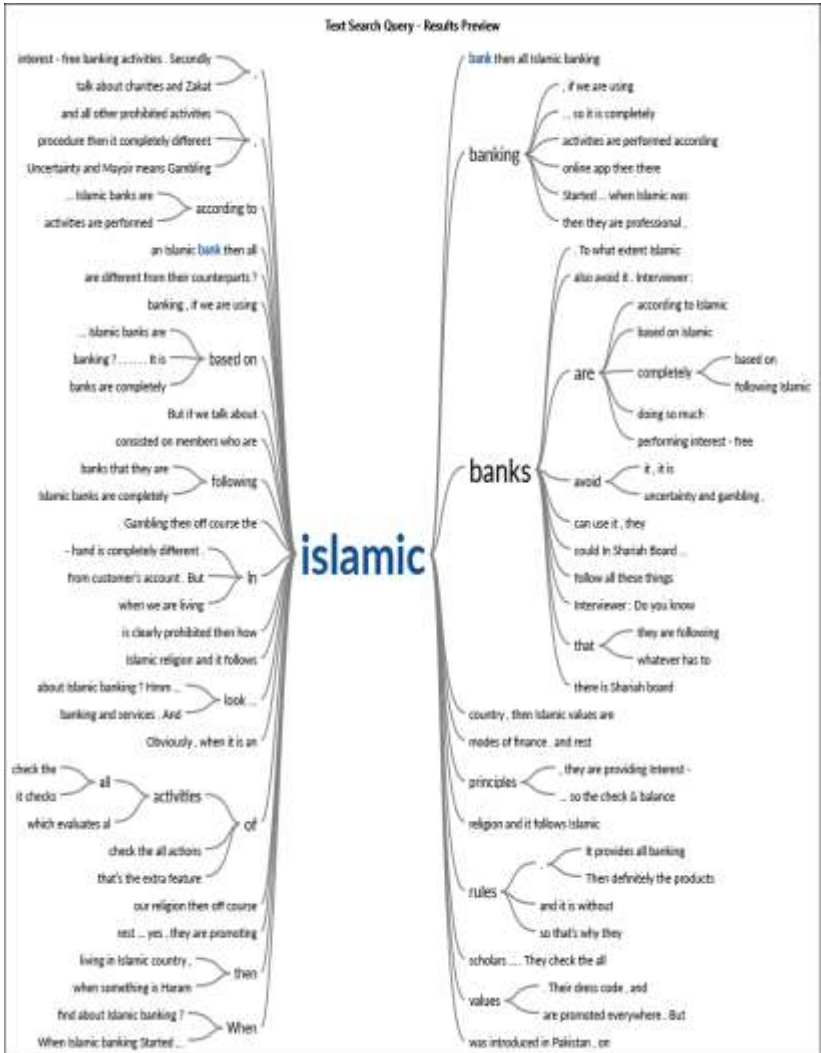 Text Search Query - Results Preview
interest - free banking activities . Secondly
talk about charities and Zakat
,
and all other prohibited activities
procedure then it completely different
Uncertainty and Maysir means Gambling
.
... Islamic banks are
activities are performed
according to
an Islamic bank then all
are different from their counterparts ?
banking , if we are using
... Islamic banks are
banking ? ....... It is
banks are completely
based on
But if we talk about
consisted on members who are
banks that they are
Islamic banks are completely
following
Gambling then off course the
- hand is completely different .
from customer's account . But
when we are living
In
is clearly prohibited then how
Islamic religion and it follows
about Islamic banking ? Hmm ...
banking and services . And
look ...
Obviously , when it is an
check the
it checks
all
which evaluates al
activities
check the all actions
that's the extra feature
of
our religion then off course
rest ... yes , they are promoting
living in Islamic country ,
when something is Haram
then
find about Islamic banking ?
When Islamic banking Started ...
When
islamic
bank then all Islamic banking
banking
, if we are using
... so it is completely
activities are performed according
online app then there
Started ... when Islamic was
then they are professional .
banks
. To what extent Islamic
also avoid it . Interviewer :
are
according to Islamic
based on Islamic
completely
based on
following Islamic
doing so much
performing interest - free
avoid
it , it is
uncertainty and gambling ,
can use it , they
could In Shariah Board ...
follow all these things
Interviewer : Do you know
that
they are following
whatever has to
there is Shariah board
country , then Islamic values are
modes of finance . and rest
principles
, they are providing Interest -
... so the check & balance
religion and it follows Islamic
rules
.
It provides all banking
Then definitely the products
and it is without
so that's why they
scholars .... They check the all
values
. Their dress code , and
are promoted everywhere . But
was introduced in Pakistan , on